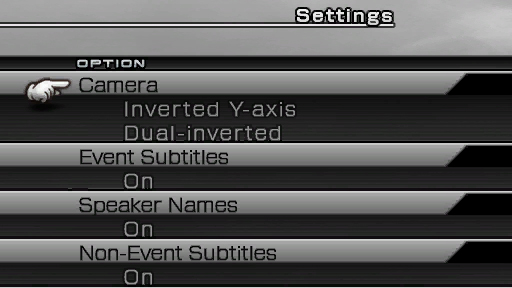 Settings
OPTION
Camera
Inverted Y-axis
Dual-inverted
Event Subtitles
On
Speaker Names
On
Non-Event Subtitles
On